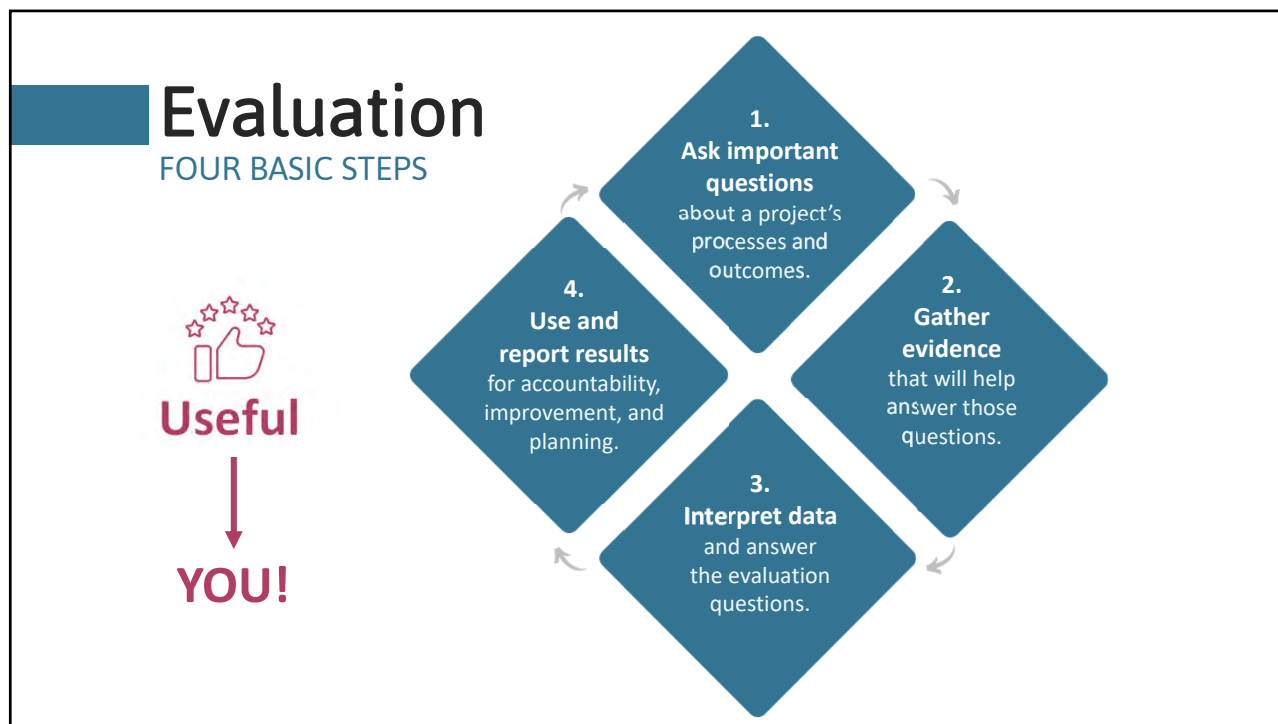 Evaluation
FOUR BASIC STEPS
1.
Ask important
questions
about a project's
processes and
outcomes.
2.
Gather
evidence
that will help
answer those
questions.
3.
Interpret data
and answer
the evaluation
questions.
4.
Use and
report results
for accountability,
improvement, and
planning.
Useful
YOU!